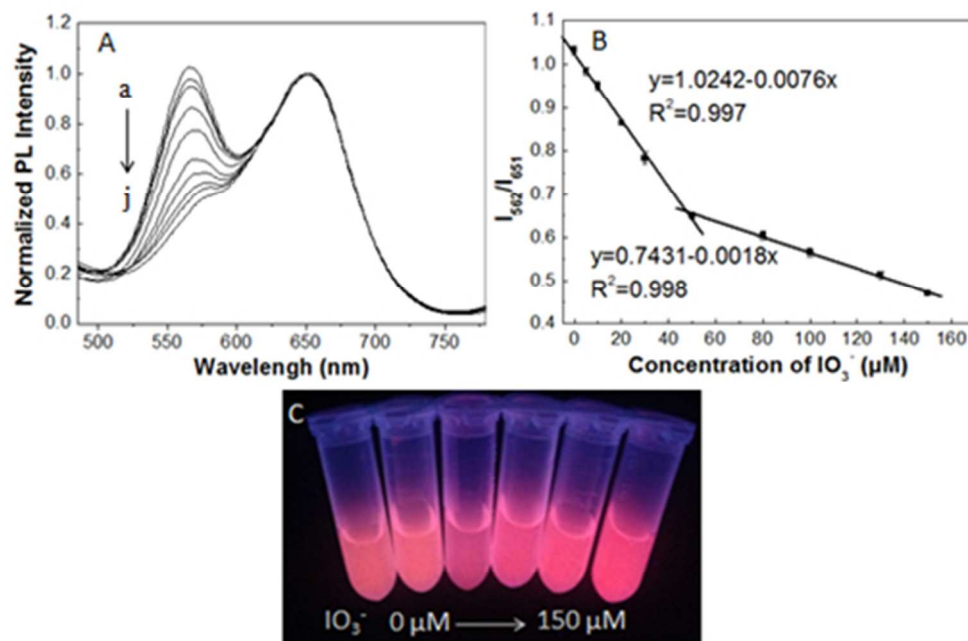 A
a
j
Normalized PL Intensity
1.2
1.0
0.8
0.6
0.4
0.2
0.0
500 550 600 650 700 750
Wavelengh (nm)
B
y=1.0242-0.0076x
R²=0.997
y=0.7431-0.0018x
R²=0.998
I₅₆₂/I₆₅₁
1.1
1.0
0.9
0.8
0.7
0.6
0.5
0.4
0 20 40 60 80 100 120 140 160
Concentration of IO₃⁻ (μM)
C
IO₃⁻ 0 μM → 150 μM